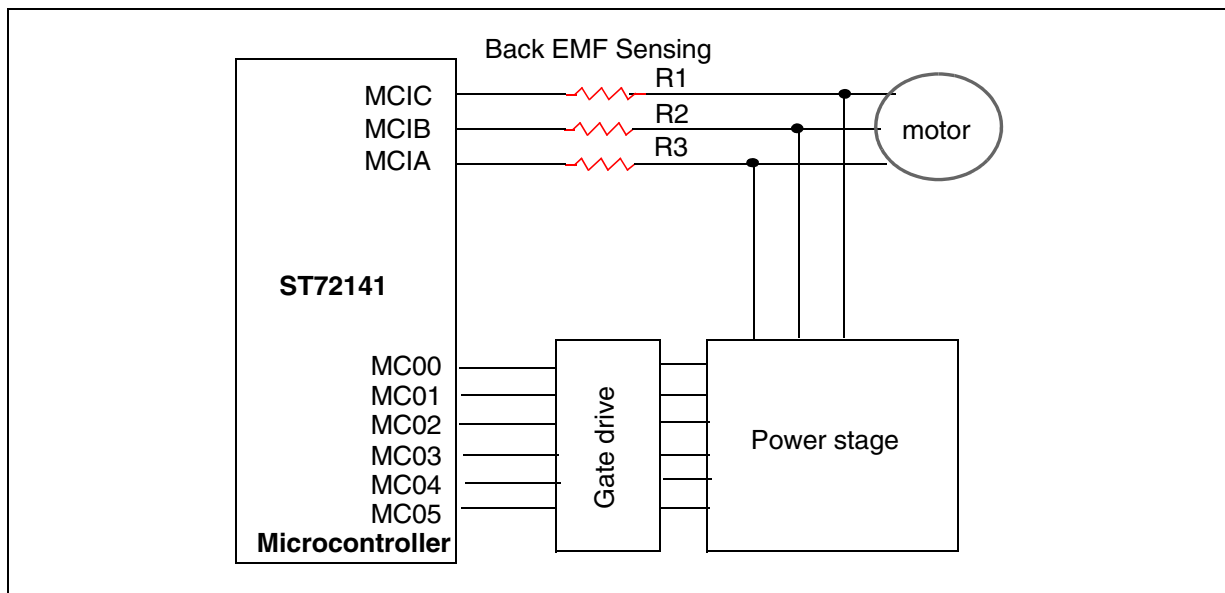 Back EMF Sensing
R1
MCIC
R2
MCIB
motor
R3
MCIA
ST72141
MC00
MC01
MC02
MC03
MC04
MC05
Microcontroller
Gate drive
Power stage